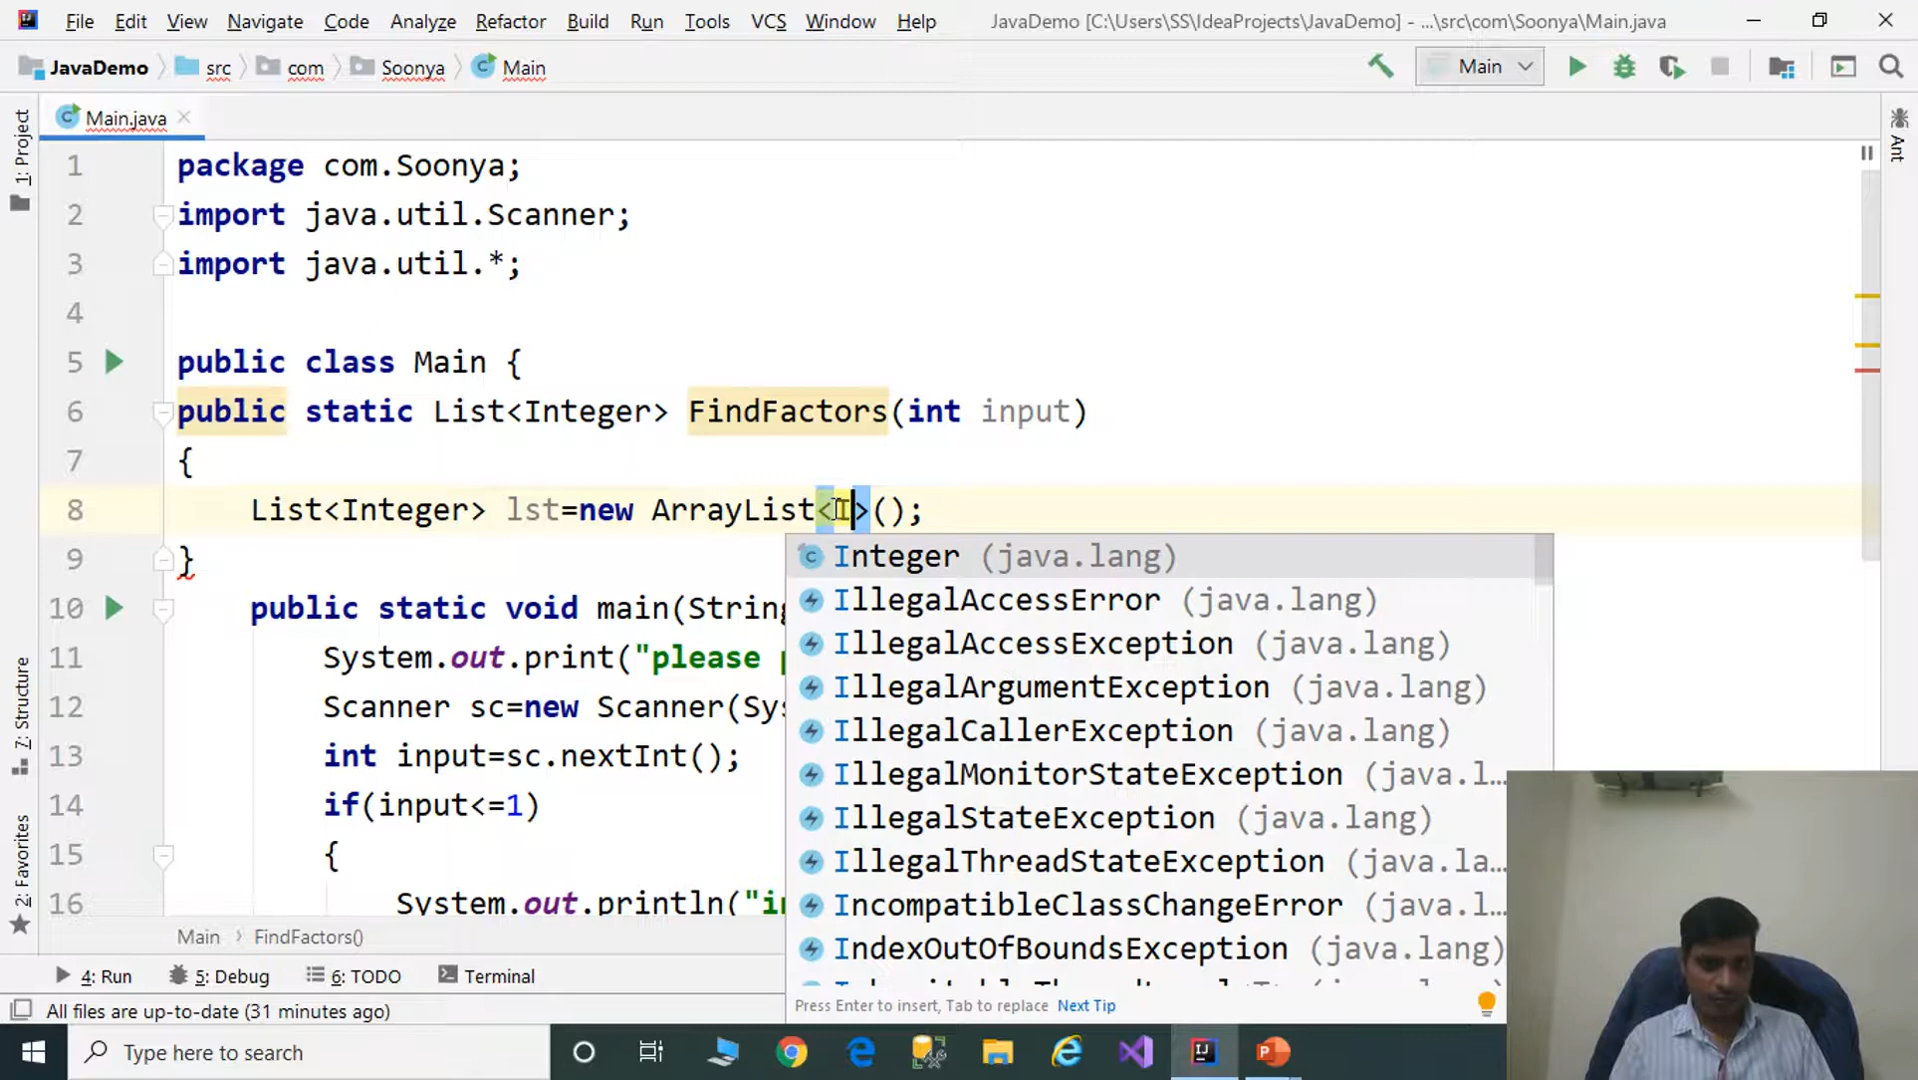 File Edit View Navigate Code Analyze Refactor Build Run Tools VCS Window Help JavaDemo [C:\Users\SS\IdeaProjects\JavaDemo] - ...\src\com\Soonya\Main.java
JavaDemo src com Soonya Main Main
Main.java
1: Project
Ant
1 package com.Soonya;
2 import java.util.Scanner;
3 import java.util.*;
4
5 public class Main {
6 public static List<Integer> FindFactors(int input)
7 {
8 List<Integer> lst=new ArrayList<I>();
9 }
10 public static void main(String
11 System.out.print("please
12 Scanner sc=new Scanner(Sys
13 int input=sc.nextInt();
14 if(input<=1)
15 {
16 System.out.println("in
Integer (java.lang)
IllegalAccessError (java.lang)
IllegalAccessException (java.lang)
IllegalArgumentException (java.lang)
IllegalCallerException (java.lang)
IllegalMonitorStateException (java.l...
IllegalStateException (java.lang)
IllegalThreadStateException (java.la...
IncompatibleClassChangeError (java.l...
IndexOutOfBoundsException (java.lang)
Press Enter to insert, Tab to replace Next Tip
7: Structure
2: Favorites
Main FindFactors()
4: Run 5: Debug 6: TODO Terminal
All files are up-to-date (31 minutes ago)
Type here to search